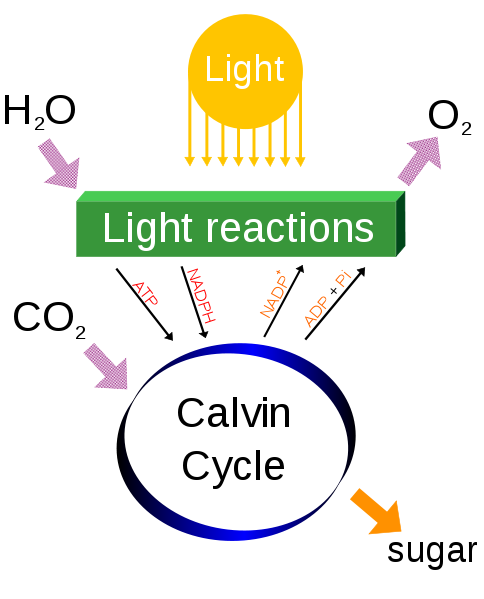 Light
H₂O
O₂
Light reactions
ATP
NADPH
NADP⁺
ADP + Pi
CO₂
Calvin
Cycle
sugar